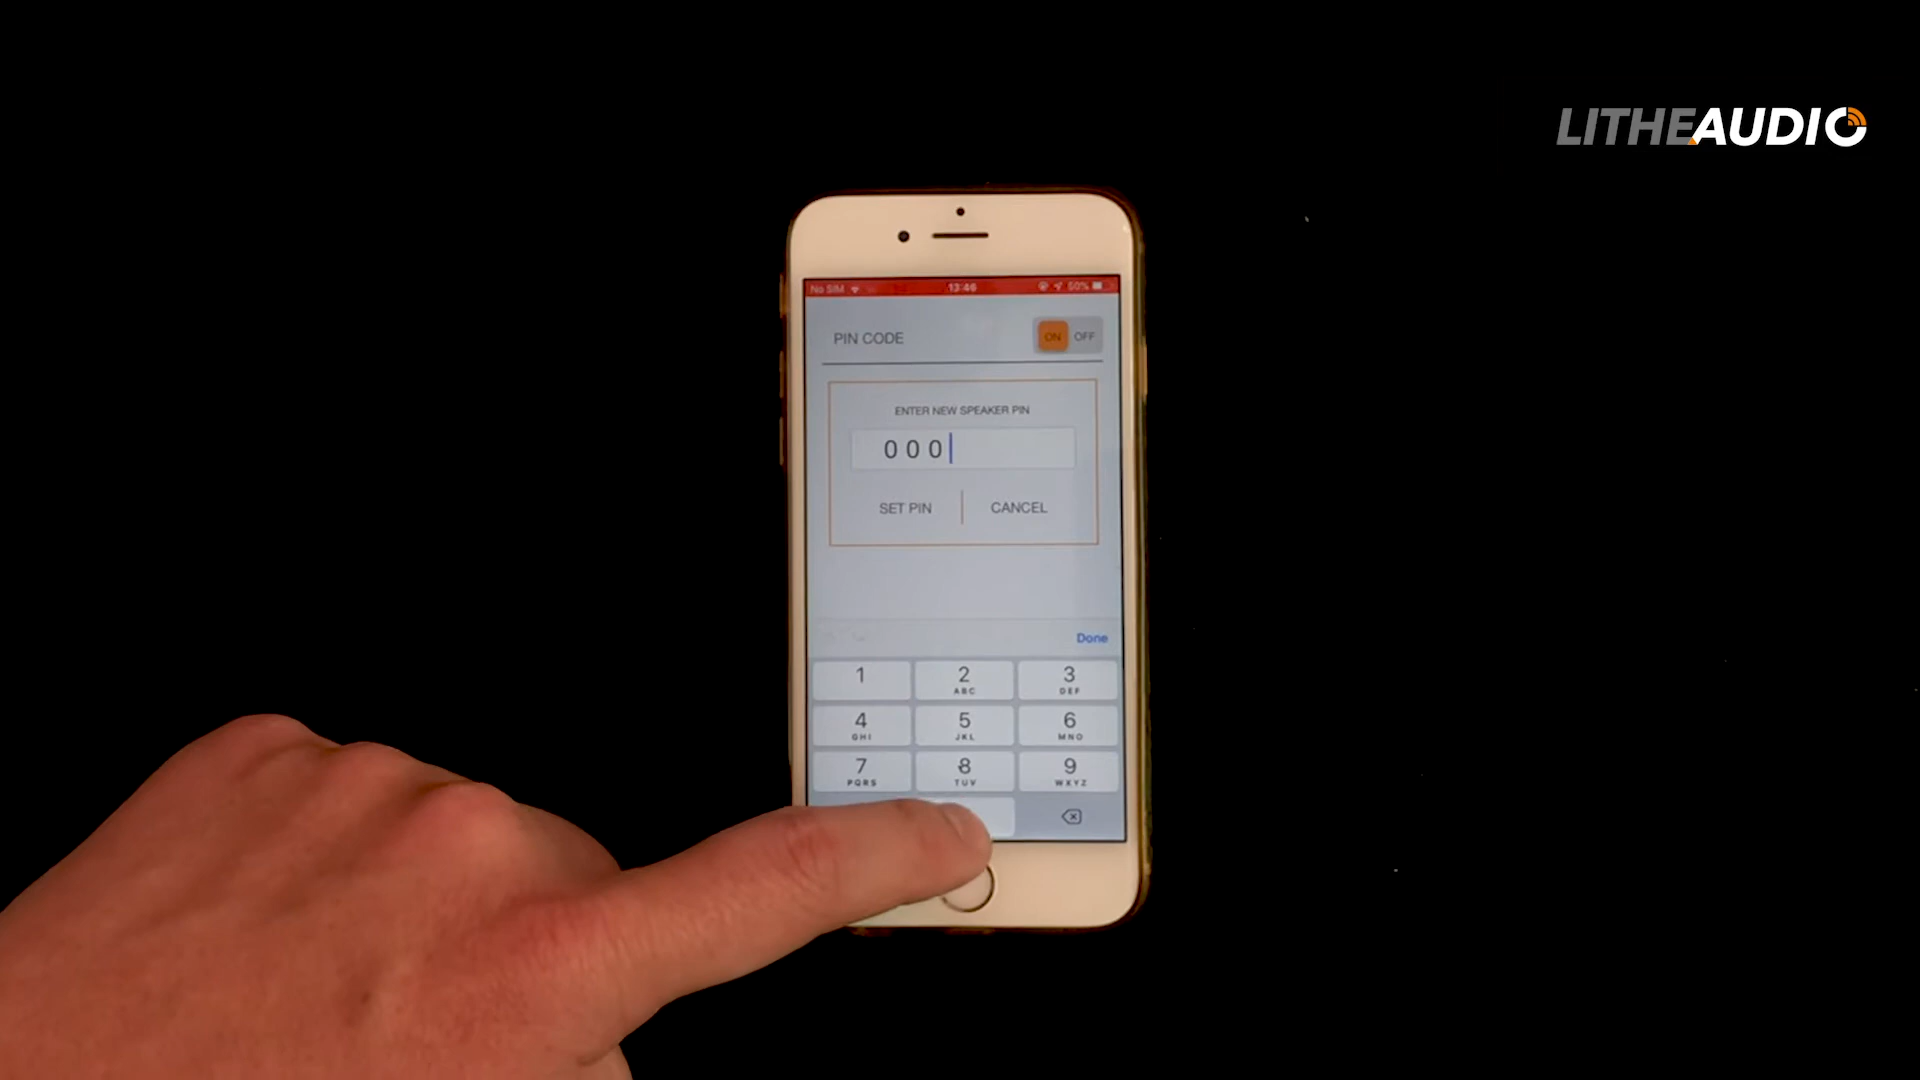 LITHEAUDIO
No SIM 13:46 50%
PIN CODE ON OFF
ENTER NEW SPEAKER PIN
000
SET PIN CANCEL
Done
1 2 3
ABC DEF
4 5 6
GHI JKL MNO
7 8 9
PQRS TUV WXYZ